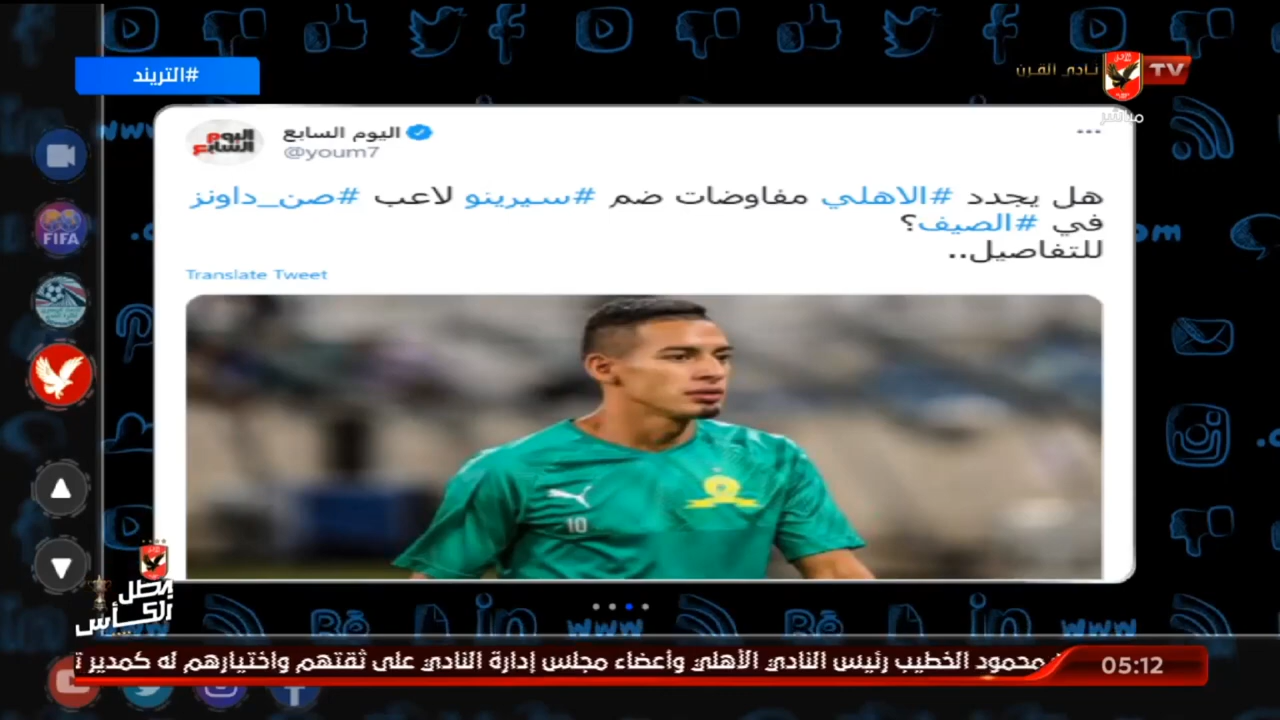 #التريند
نادي القرن
TV
مباشر
اليوم السابع
@youm7
هل يجدد #الاهلي مفاوضات ضم #سيرينو لاعب #صن_داونز
في #الصيف؟
للتفاصيل..
Translate Tweet
10
FIFA
بطل
الكأس
محمود الخطيب رئيس النادي الأهلي وأعضاء مجلس إدارة النادي على ثقتهم واختيارهم له كمدير
05:12